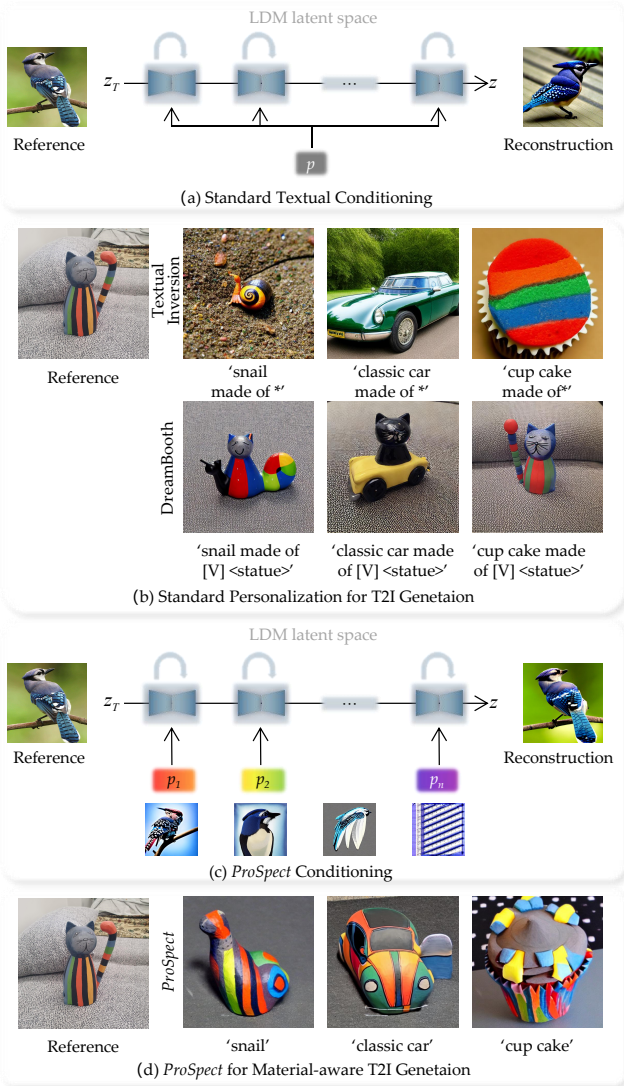 LDM latent space
z_T
...
z
Reference
Reconstruction
p
(a) Standard Textual Conditioning
Textual
Inversion
Reference
‘snail
made of *’
‘classic car
made of *’
‘cup cake
made of*’
DreamBooth
‘snail made of
[V] <statue>’
‘classic car made
of [V] <statue>’
‘cup cake made
of [V] <statue>’
(b) Standard Personalization for T2I Genetaion
LDM latent space
z_T
...
z
Reference
Reconstruction
p_1
p_2
p_n
(c) ProSpect Conditioning
ProSpect
Reference
‘snail’
‘classic car’
‘cup cake’
(d) ProSpect for Material-aware T2I Genetaion